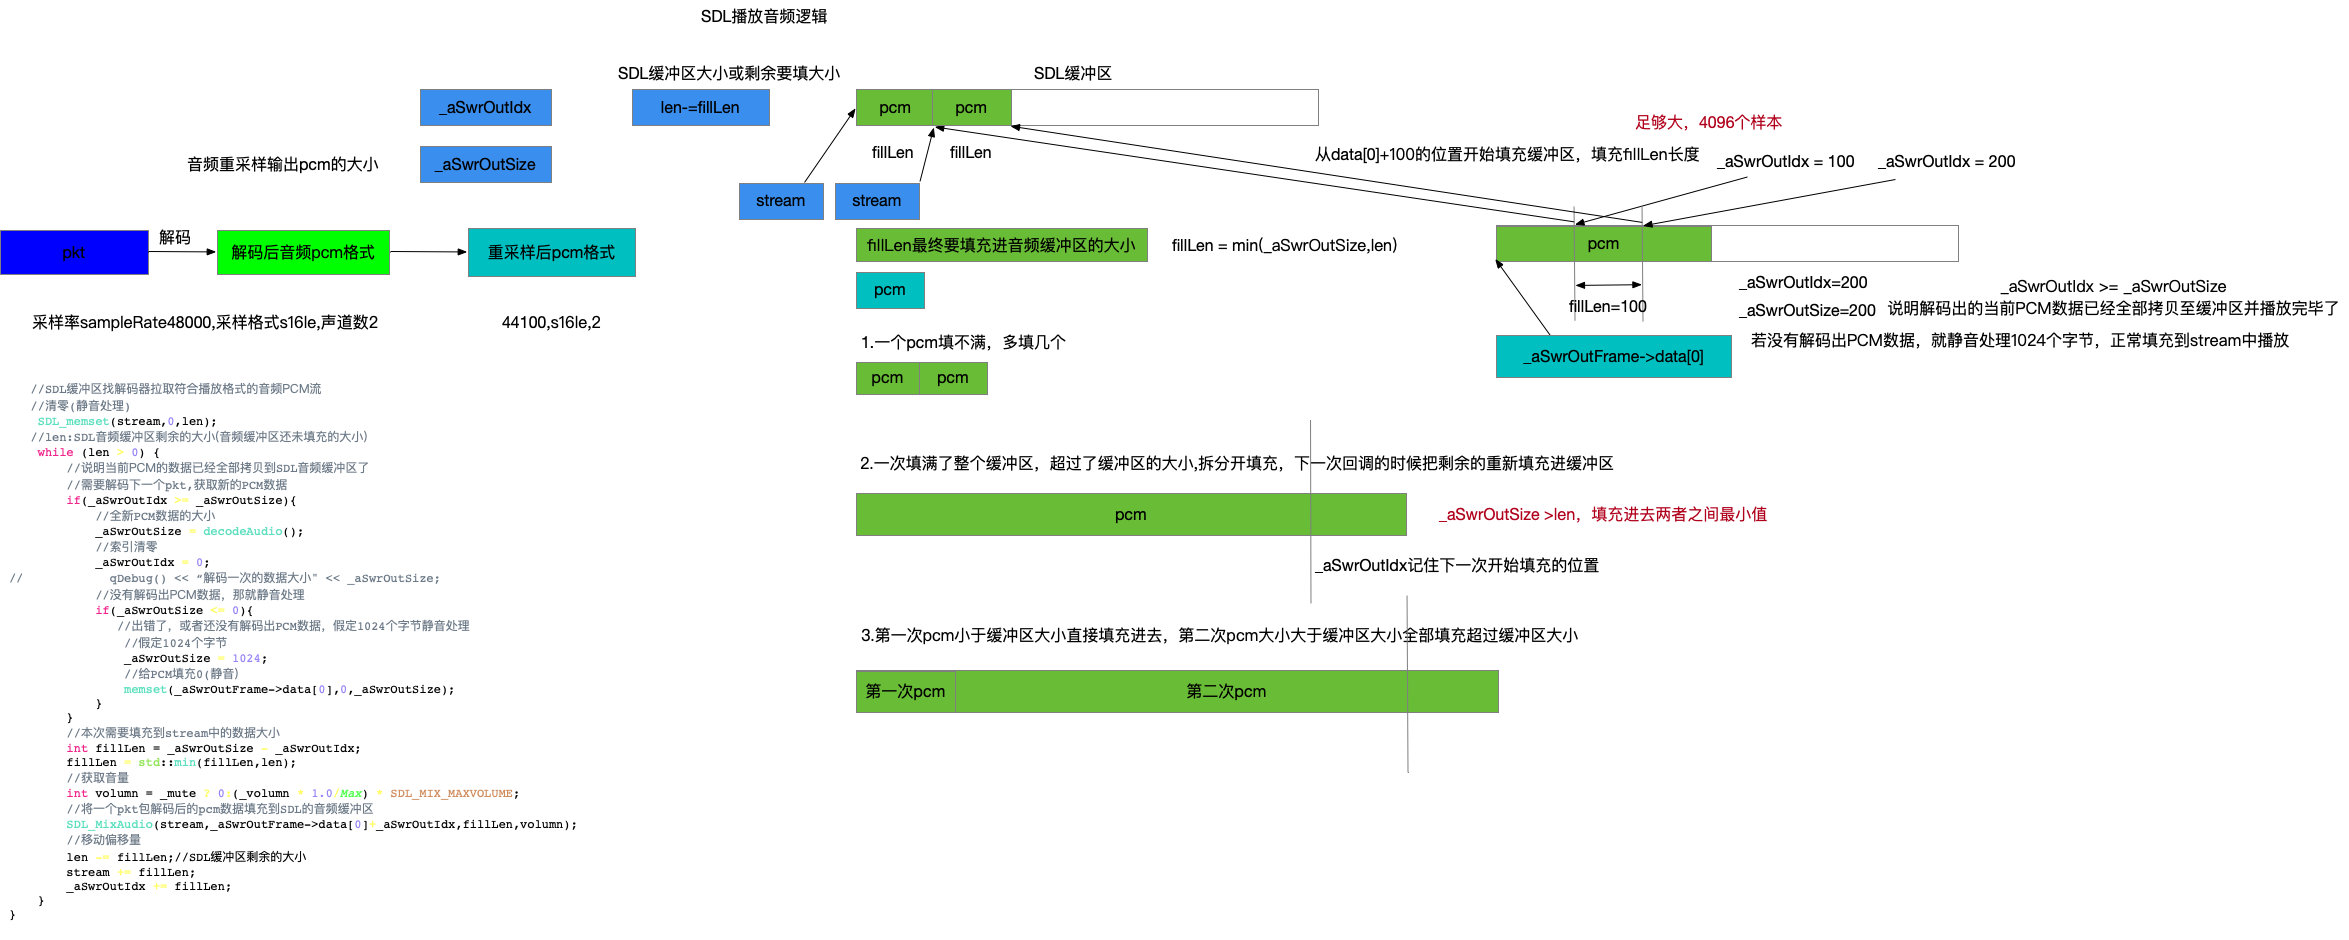 SDL播放音频逻辑
SDL缓冲区大小或剩余要填大小
SDL缓冲区
_aSwrOutIdx
len-=fillLen
pcm
pcm
足够大，4096个样本
音频重采样输出pcm的大小
_aSwrOutSize
fillLen
fillLen
从data[0]+100的位置开始填充缓冲区，填充fillLen长度
_aSwrOutIdx = 100
_aSwrOutIdx = 200
stream
stream
pkt
解码
解码后音频pcm格式
重采样后pcm格式
fillLen最终要填充进音频缓冲区的大小
fillLen = min(_aSwrOutSize,len)
pcm
pcm
fillLen=100
_aSwrOutIdx=200
_aSwrOutSize=200
_aSwrOutIdx >= _aSwrOutSize
说明解码出的当前PCM数据已经全部拷贝至缓冲区并播放完毕了
若没有解码出PCM数据，就静音处理1024个字节，正常填充到stream中播放
_aSwrOutFrame->data[0]
采样率sampleRate48000,采样格式s16le,声道数2
44100,s16le,2
1.一个pcm填不满，多填几个
pcm
pcm
2.一次填满了整个缓冲区，超过了缓冲区的大小,拆分开填充，下一次回调的时候把剩余的重新填充进缓冲区
pcm
_aSwrOutSize >len，填充进去两者之间最小值
_aSwrOutIdx记住下一次开始填充的位置
3.第一次pcm小于缓冲区大小直接填充进去，第二次pcm大小大于缓冲区大小全部填充超过缓冲区大小
第一次pcm
第二次pcm
//SDL缓冲区找解码器拉取符合播放格式的音频PCM流
//清零(静音处理)
SDL_memset(stream,0,len);
//len:SDL音频缓冲区剩余的大小(音频缓冲区还未填充的大小)
while (len > 0) {
//说明当前PCM的数据已经全部拷贝到SDL音频缓冲区了
//需要解码下一个pkt,获取新的PCM数据
if(_aSwrOutIdx >= _aSwrOutSize){
//全新PCM数据的大小
_aSwrOutSize = decodeAudio();
//索引清零
_aSwrOutIdx = 0;
// qDebug() << “解码一次的数据大小" << _aSwrOutSize;
//没有解码出PCM数据，那就静音处理
if(_aSwrOutSize <= 0){
//出错了，或者还没有解码出PCM数据，假定1024个字节静音处理
//假定1024个字节
_aSwrOutSize = 1024;
//给PCM填充0(静音)
memset(_aSwrOutFrame->data[0],0,_aSwrOutSize);
}
}
//本次需要填充到stream中的数据大小
int fillLen = _aSwrOutSize - _aSwrOutIdx;
fillLen = std::min(fillLen,len);
//获取音量
int volumn = _mute ? 0:(_volumn * 1.0/Max) * SDL_MIX_MAXVOLUME;
//将一个pkt包解码后的pcm数据填充到SDL的音频缓冲区
SDL_MixAudio(stream,_aSwrOutFrame->data[0]+_aSwrOutIdx,fillLen,volumn);
//移动偏移量
len -= fillLen;//SDL缓冲区剩余的大小
stream += fillLen;
_aSwrOutIdx += fillLen;
}
}